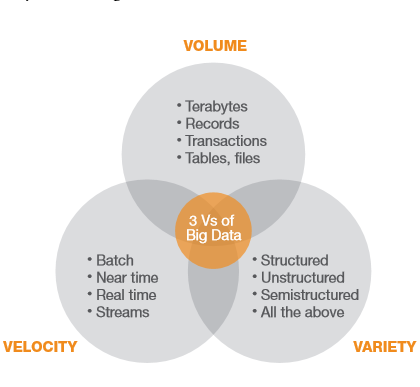 VOLUME
• Terabytes
• Records
• Transactions
• Tables, files
3 Vs of
Big Data
• Batch
• Near time
• Real time
• Streams
• Structured
• Unstructured
• Semistructured
• All the above
VELOCITY
VARIETY